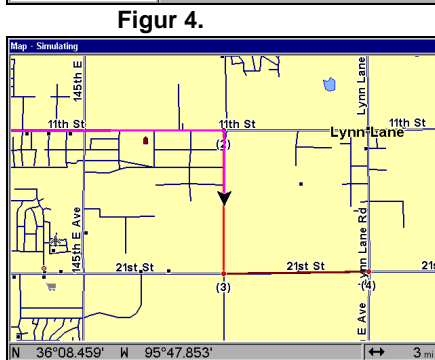 Figur 4.
Map - Simulating
145th E
Lynn Lane
11th St
11th St
Lynn Lane
(2)
145th E Ave
Lynn Lane Rd
21st St
21st St
21st St
(3)
(4)
E Ave
N 36°08.459' W 95°47.853' ↔ 3 mi